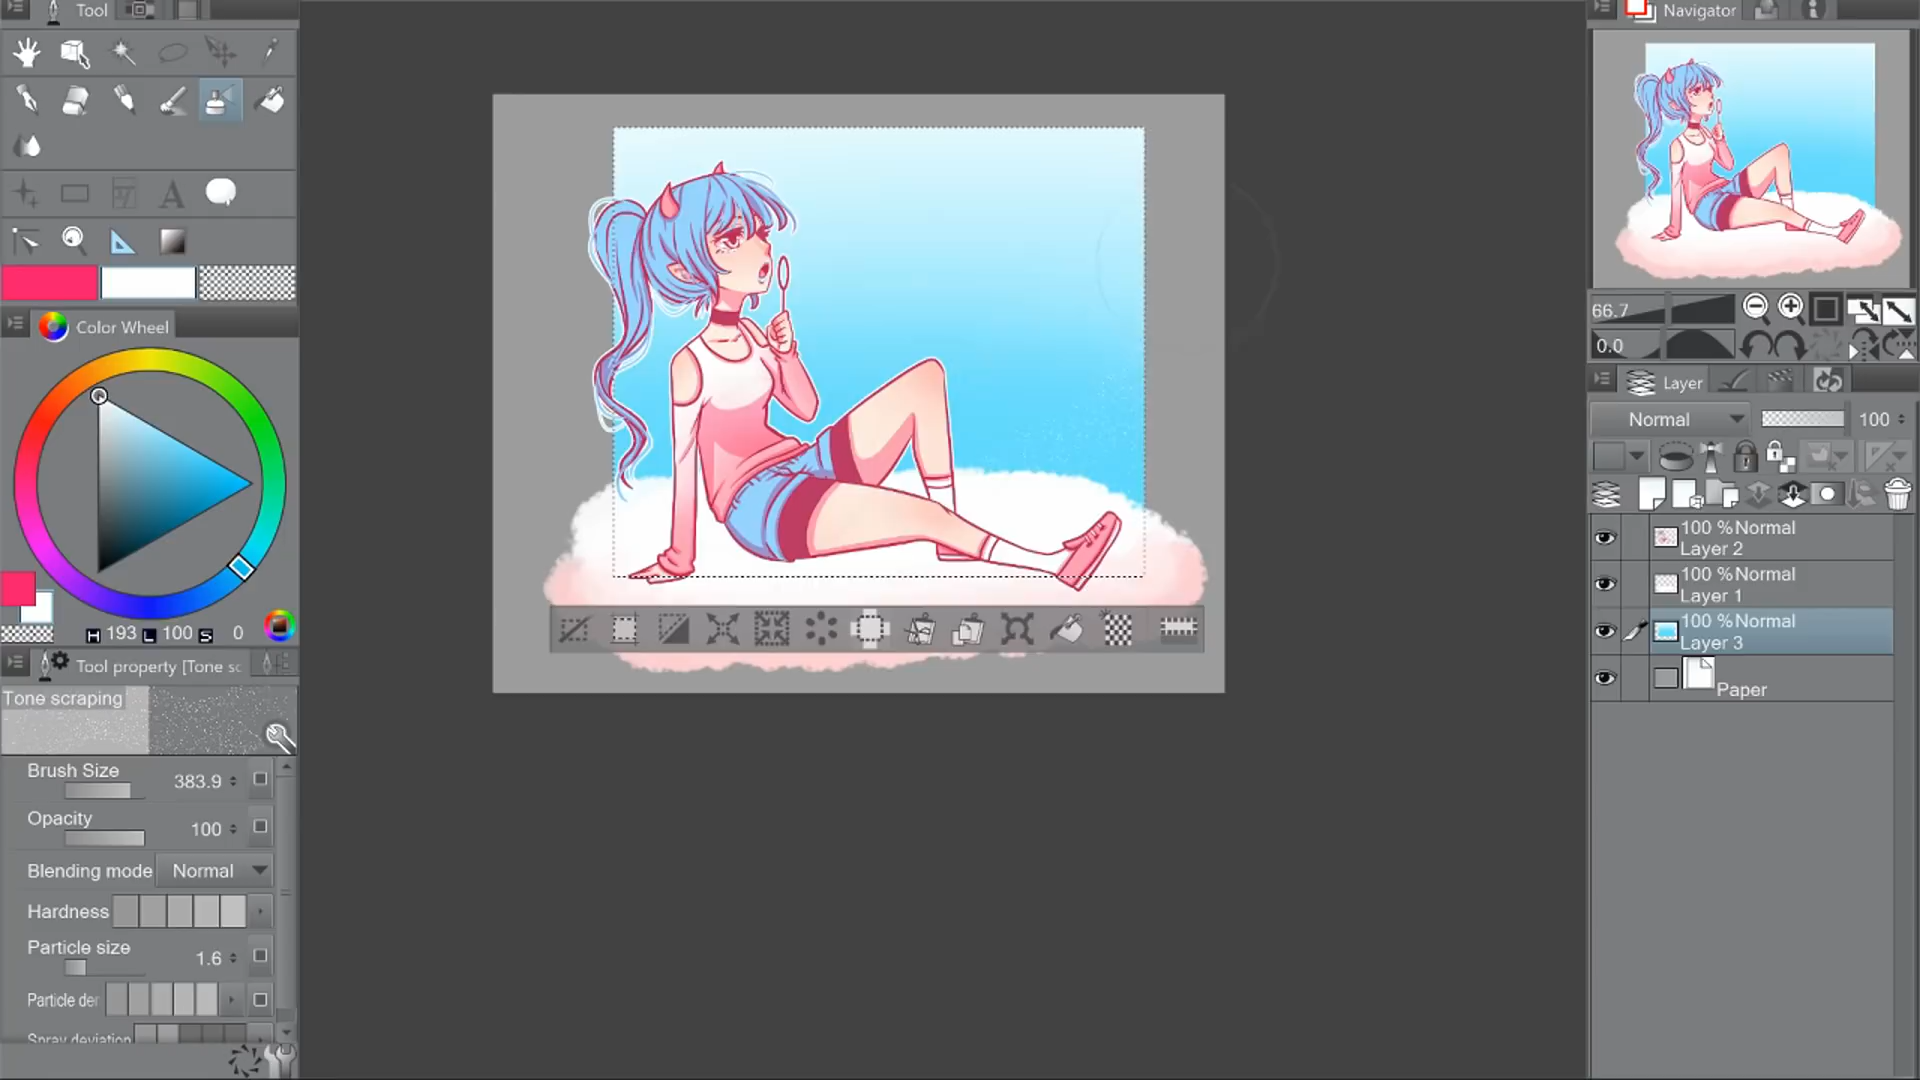 Tool
Color Wheel
H 193 L 100 S 0
Tool property [Tone sc
Tone scraping
Brush Size 383.9
Opacity 100
Blending mode Normal
Hardness
Particle size 1.6
Particle der
Spray deviation
Navigator
66.7
0.0
Layer
Normal 100
100 %Normal
Layer 2
100 %Normal
Layer 1
100 %Normal
Layer 3
Paper